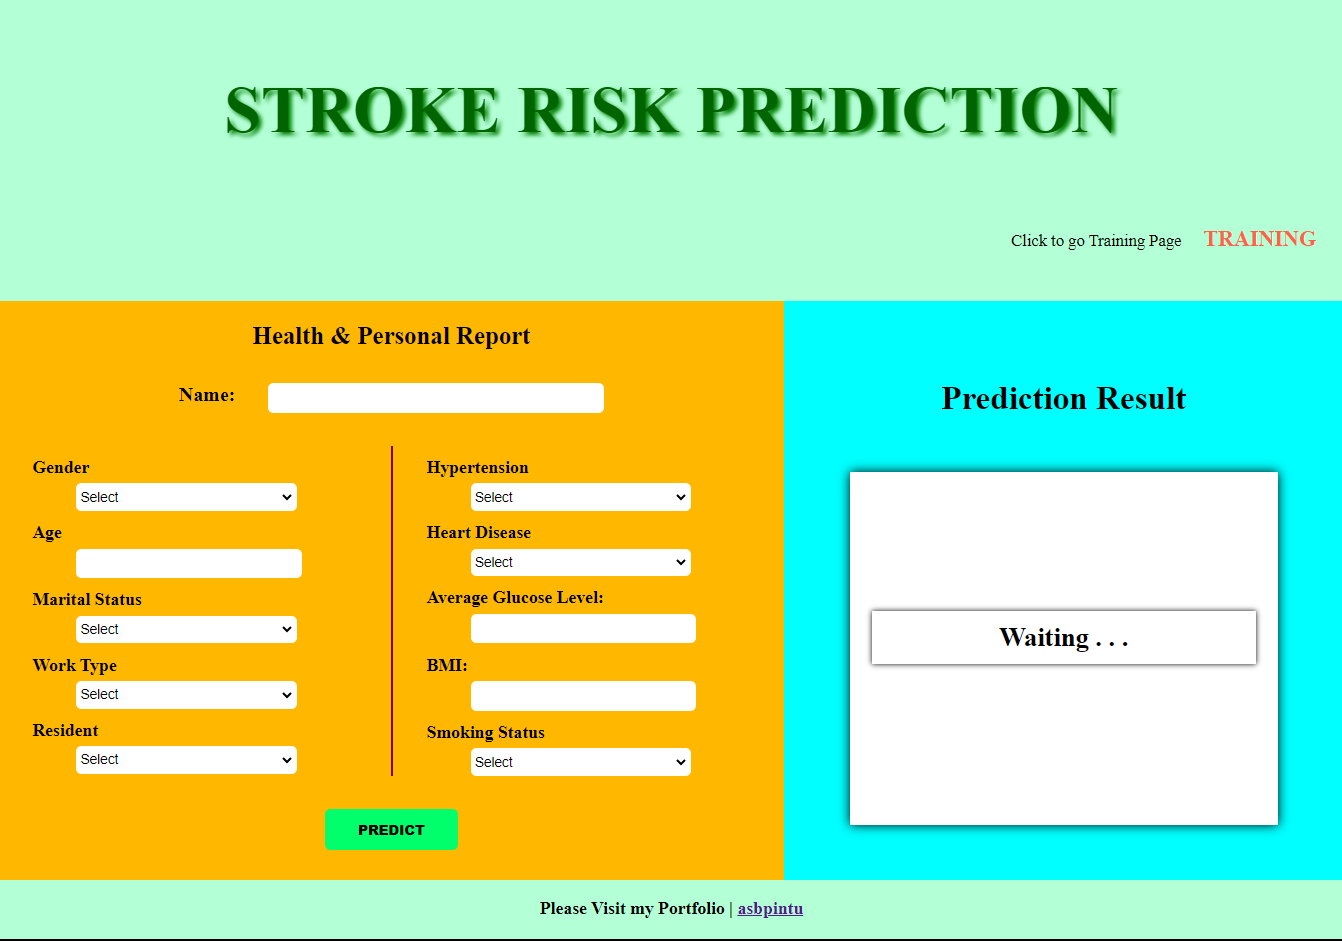 STROKE RISK PREDICTION
Click to go Training Page TRAINING
Health & Personal Report
Name:
Gender
Select
Age
Marital Status
Select
Work Type
Select
Resident
Select
Hypertension
Select
Heart Disease
Select
Average Glucose Level:
BMI:
Smoking Status
Select
PREDICT
Prediction Result
Waiting . . .
Please Visit my Portfolio | asbpintu